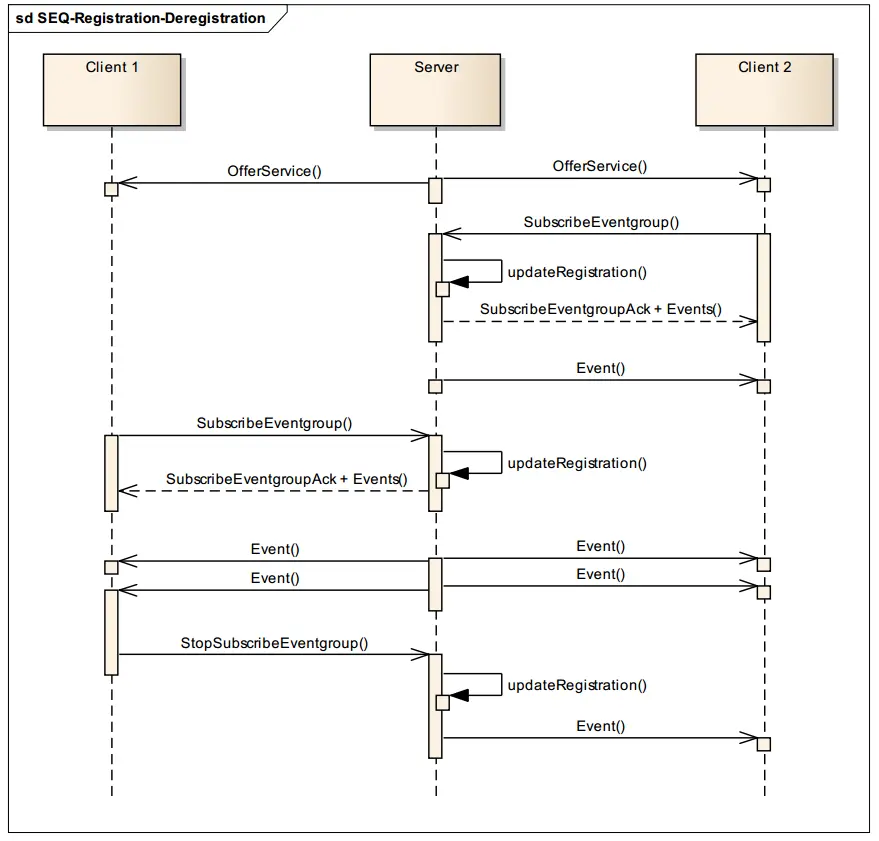 sd SEQ-Registration-Deregistration
Client 1
Server
Client 2
OfferService()
OfferService()
SubscribeEventgroup()
updateRegistration()
SubscribeEventgroupAck + Events()
Event()
SubscribeEventgroup()
updateRegistration()
SubscribeEventgroupAck + Events()
Event()
Event()
Event()
Event()
StopSubscribeEventgroup()
updateRegistration()
Event()